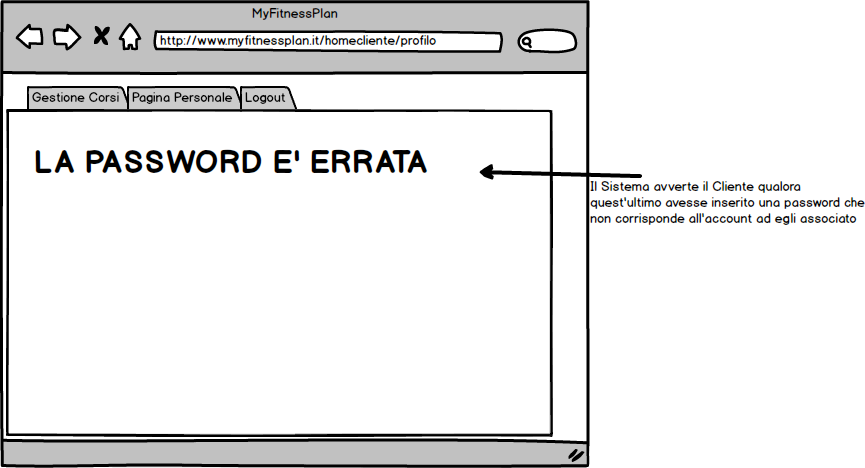 MyFitnessPlan
http://www.myfitnessplan.it/homecliente/profilo
Gestione Corsi
Pagina Personale
Logout
LA PASSWORD E' ERRATA
Il Sistema avverte il Cliente qualora
quest'ultimo avesse inserito una password che
non corrisponde all'account ad egli associato